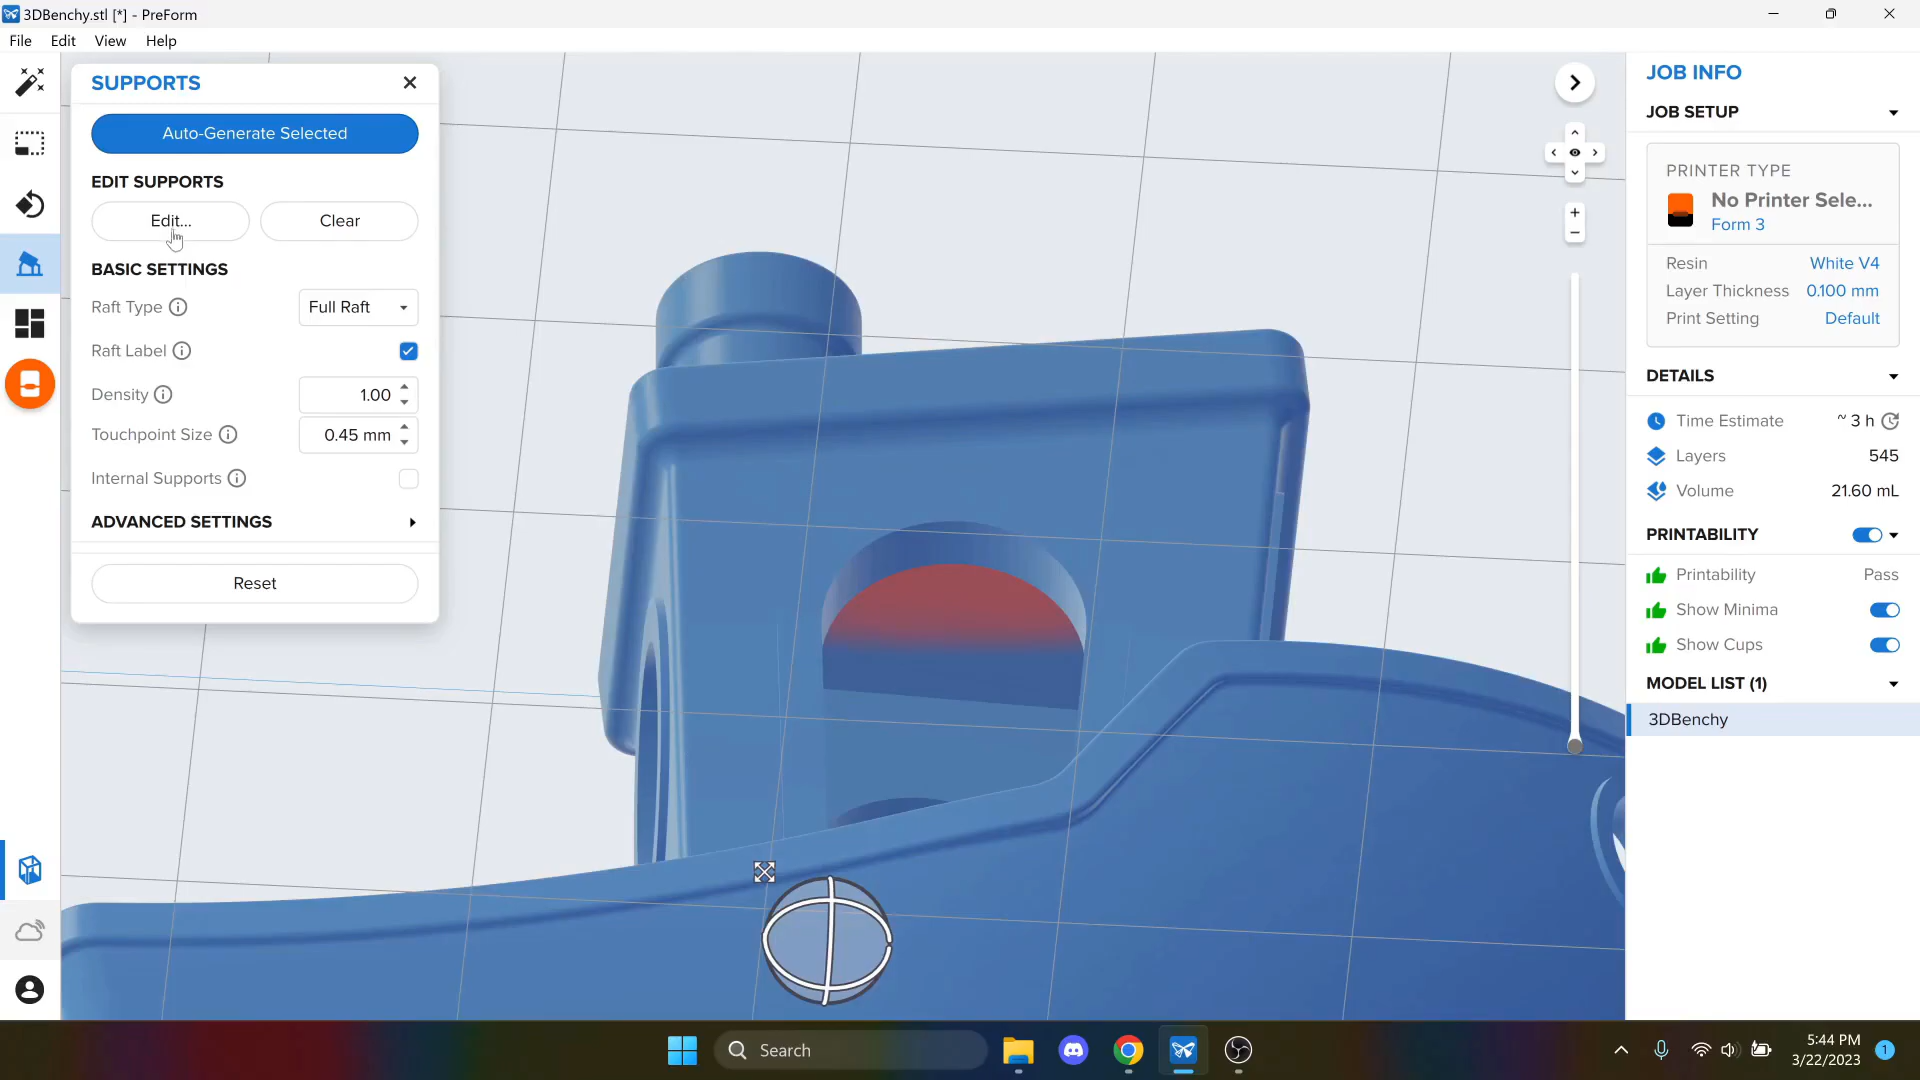 3DBenchy.stl [*] - PreForm
File Edit View Help
SUPPORTS
Auto-Generate Selected
EDIT SUPPORTS
Edit... Clear
BASIC SETTINGS
Raft Type Full Raft
Raft Label
Density 1.00
Touchpoint Size 0.45 mm
Internal Supports
ADVANCED SETTINGS
Reset
JOB INFO
JOB SETUP
PRINTER TYPE
No Printer Sele...
Form 3
Resin White V4
Layer Thickness 0.100 mm
Print Setting Default
DETAILS
Time Estimate ~ 3 h
Layers 545
Volume 21.60 mL
PRINTABILITY
Printability Pass
Show Minima
Show Cups
MODEL LIST (1)
3DBenchy
Search
5:44 PM
3/22/2023
1